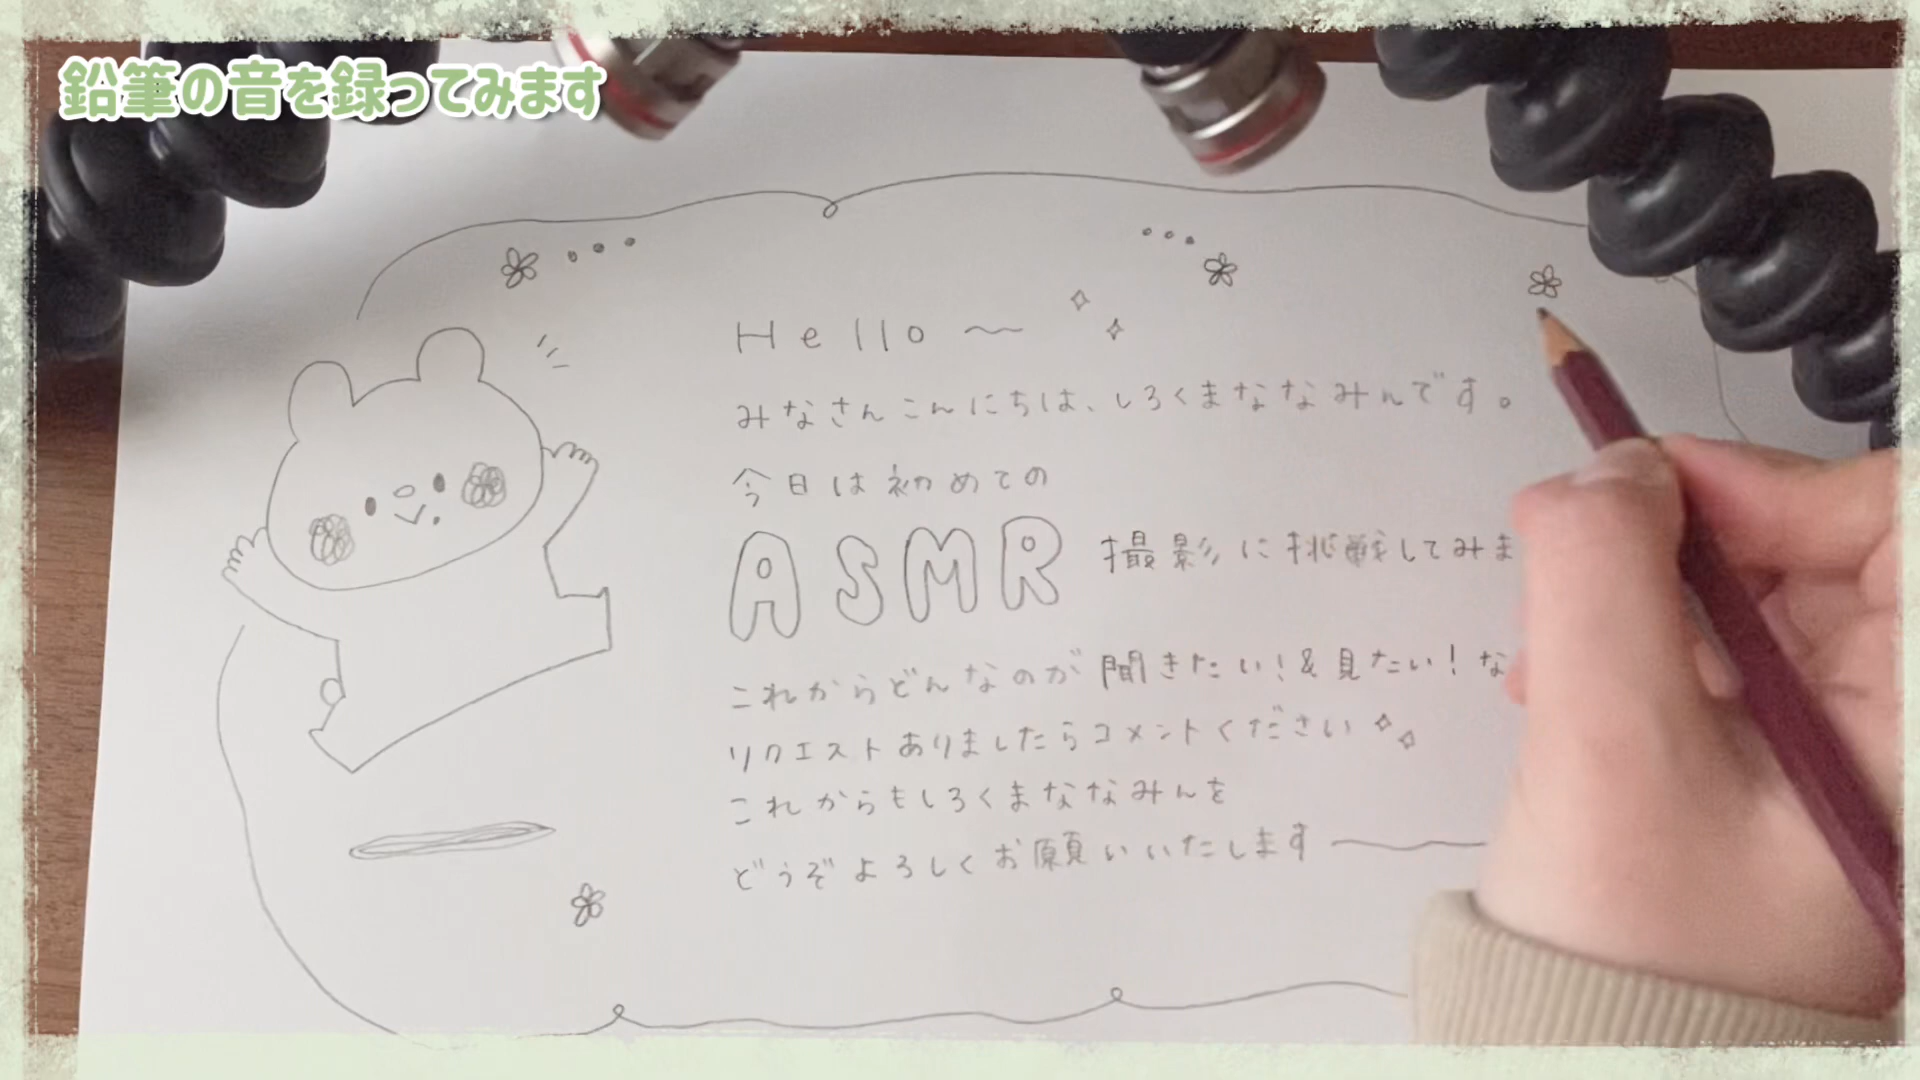 鉛筆の音を録ってみます
Hello 〜
みなさんこんにちは、しろくまななみんです。
今日は初めての
ASMR 撮影に挑戦してみま
これからどんなのが聞きたい!&見たい!な
リクエストありましたらコメントください
これからもしろくまななみんを
どうぞよろしくお願いいたします